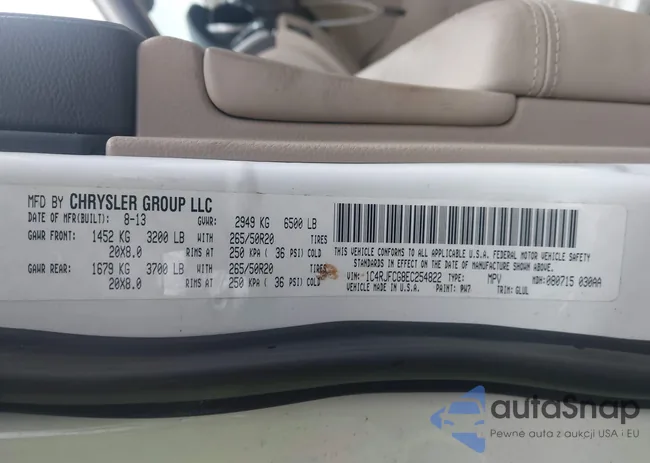 MFD BY CHRYSLER GROUP LLC
DATE OF MFR(BUILT): 8-13 GVWR: 2949 KG 6500 LB
GAWR FRONT: 1452 KG 3200 LB WITH 265/50R20 TIRES
20X8.0 RIMS AT 250 KPA ( 36 PSI) COLD
GAWR REAR: 1679 KG 3700 LB WITH 265/50R20 TIRES
20X8.0 RIMS AT 250 KPA ( 36 PSI) COLD
THIS VEHICLE CONFORMS TO ALL APPLICABLE U.S.A. FEDERAL MOTOR VEHICLE SAFETY
STANDARDS IN EFFECT ON THE DATE OF MANUFACTURE SHOWN ABOVE.
VIN: 1C4RJFCG8EC254822 TYPE: MPV MDH: 080715 030AA
VEHICLE MADE IN U.S.A. PAINT: PW7 TRIM: GLUL
autoSnap
Pewne auta z aukcji USA i EU